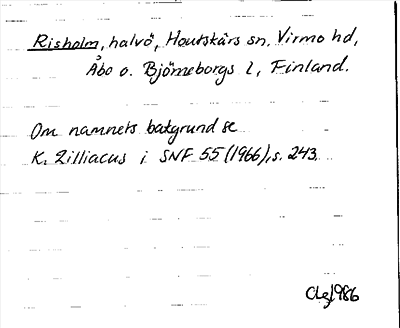 Risholm, halvö, Houtskärs sn, Virmo hd,
Åbo o. Björneborgs l, Finland.
Om namnets bakgrund se
K. Zilliacus i SNF 55 (1966), s. 243.
1986